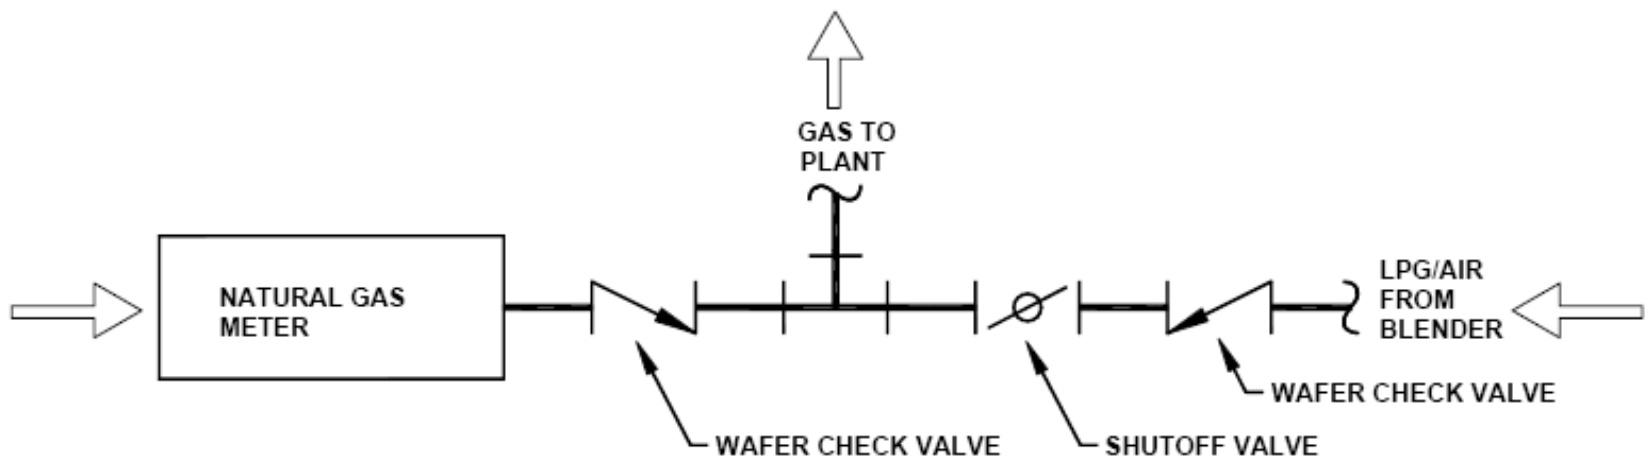 GAS TO
PLANT
NATURAL GAS
METER
LPG/AIR
FROM
BLENDER
WAFER CHECK VALVE
WAFER CHECK VALVE
SHUTOFF VALVE